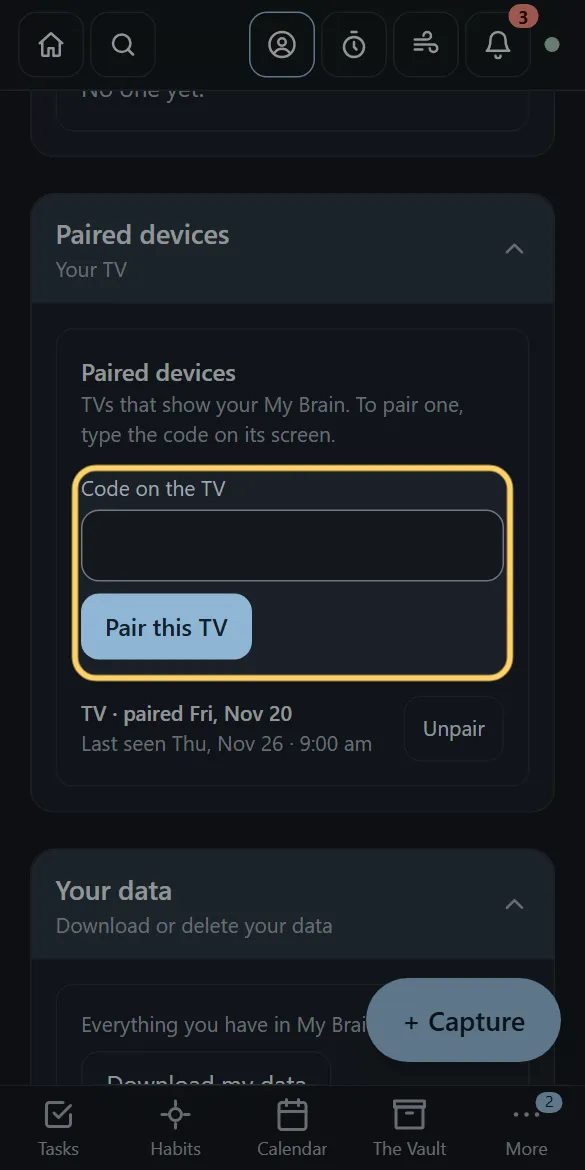 3
No one yet.
Paired devices
Your TV
Paired devices
TVs that show your My Brain. To pair one,
type the code on its screen.
Code on the TV
Pair this TV
TV · paired Fri, Nov 20
Last seen Thu, Nov 26 · 9:00 am
Unpair
Your data
Download or delete your data
Everything you have in My Brai
+ Capture
Download my data
2
Tasks
Habits
Calendar
The Vault
More